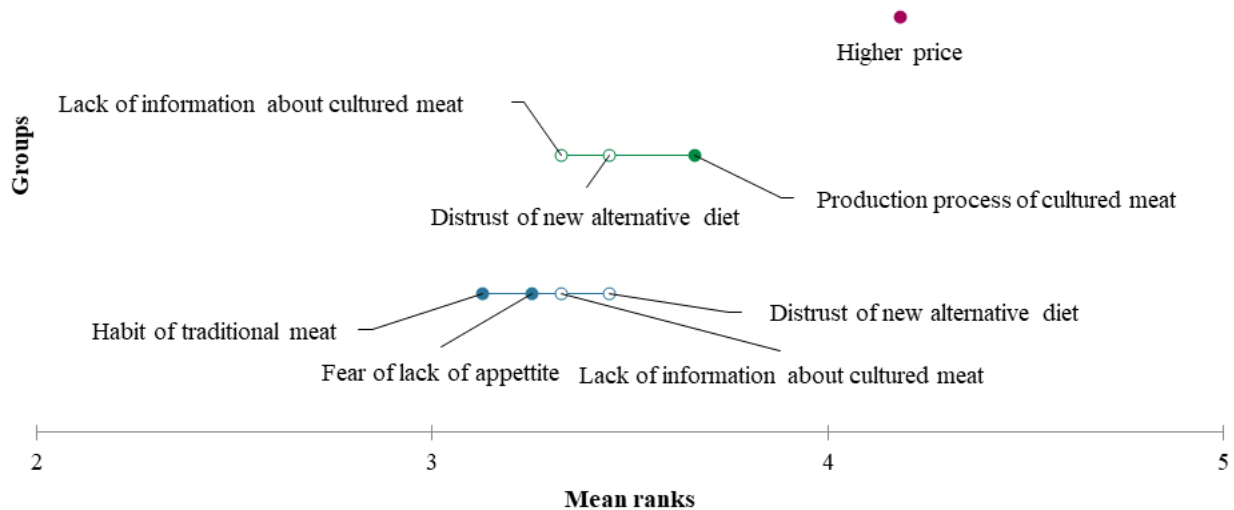 Higher price
Lack of information about cultured meat
Groups
Production process of cultured meat
Distrust of new alternative diet
Distrust of new alternative diet
Habit of traditional meat
Fear of lack of appettite
Lack of information about cultured meat
2
3
4
5
Mean ranks